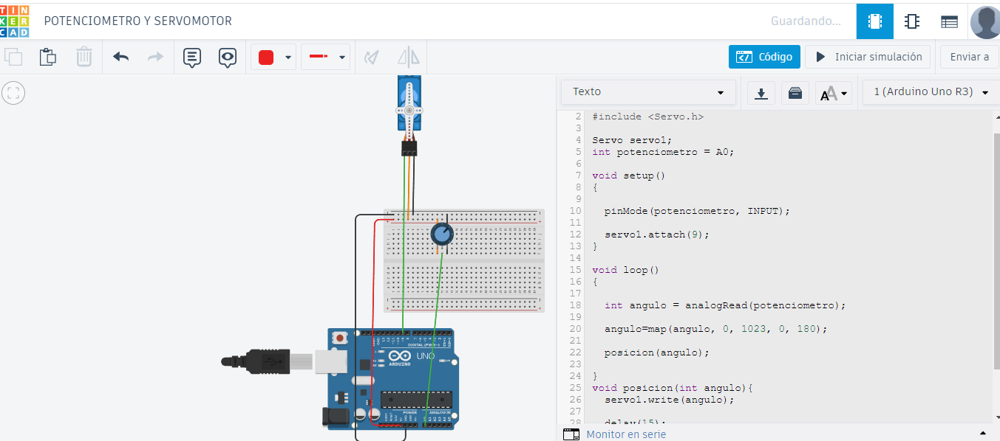 TIN
KER
CAD
POTENCIOMETRO Y SERVOMOTOR
Guardando...
Código
Iniciar simulación
Enviar a
Texto
AA
1 (Arduino Uno R3)
2 #include <Servo.h>
3
4 Servo servo1;
5 int potenciometro = A0;
6
7 void setup()
8 {
9
10 pinMode(potenciometro, INPUT);
11
12 servo1.attach(9);
13 }
14
15 void loop()
16 {
17
18 int angulo = analogRead(potenciometro);
19
20 angulo=map(angulo, 0, 1023, 0, 180);
21
22 posicion(angulo);
23
24 }
25 void posicion(int angulo){
26 servo1.write(angulo);
27
28 delay(15);
Monitor en serie
DIGITAL (PWM~)
UNO
ARDUINO
POWER
ANALOG IN